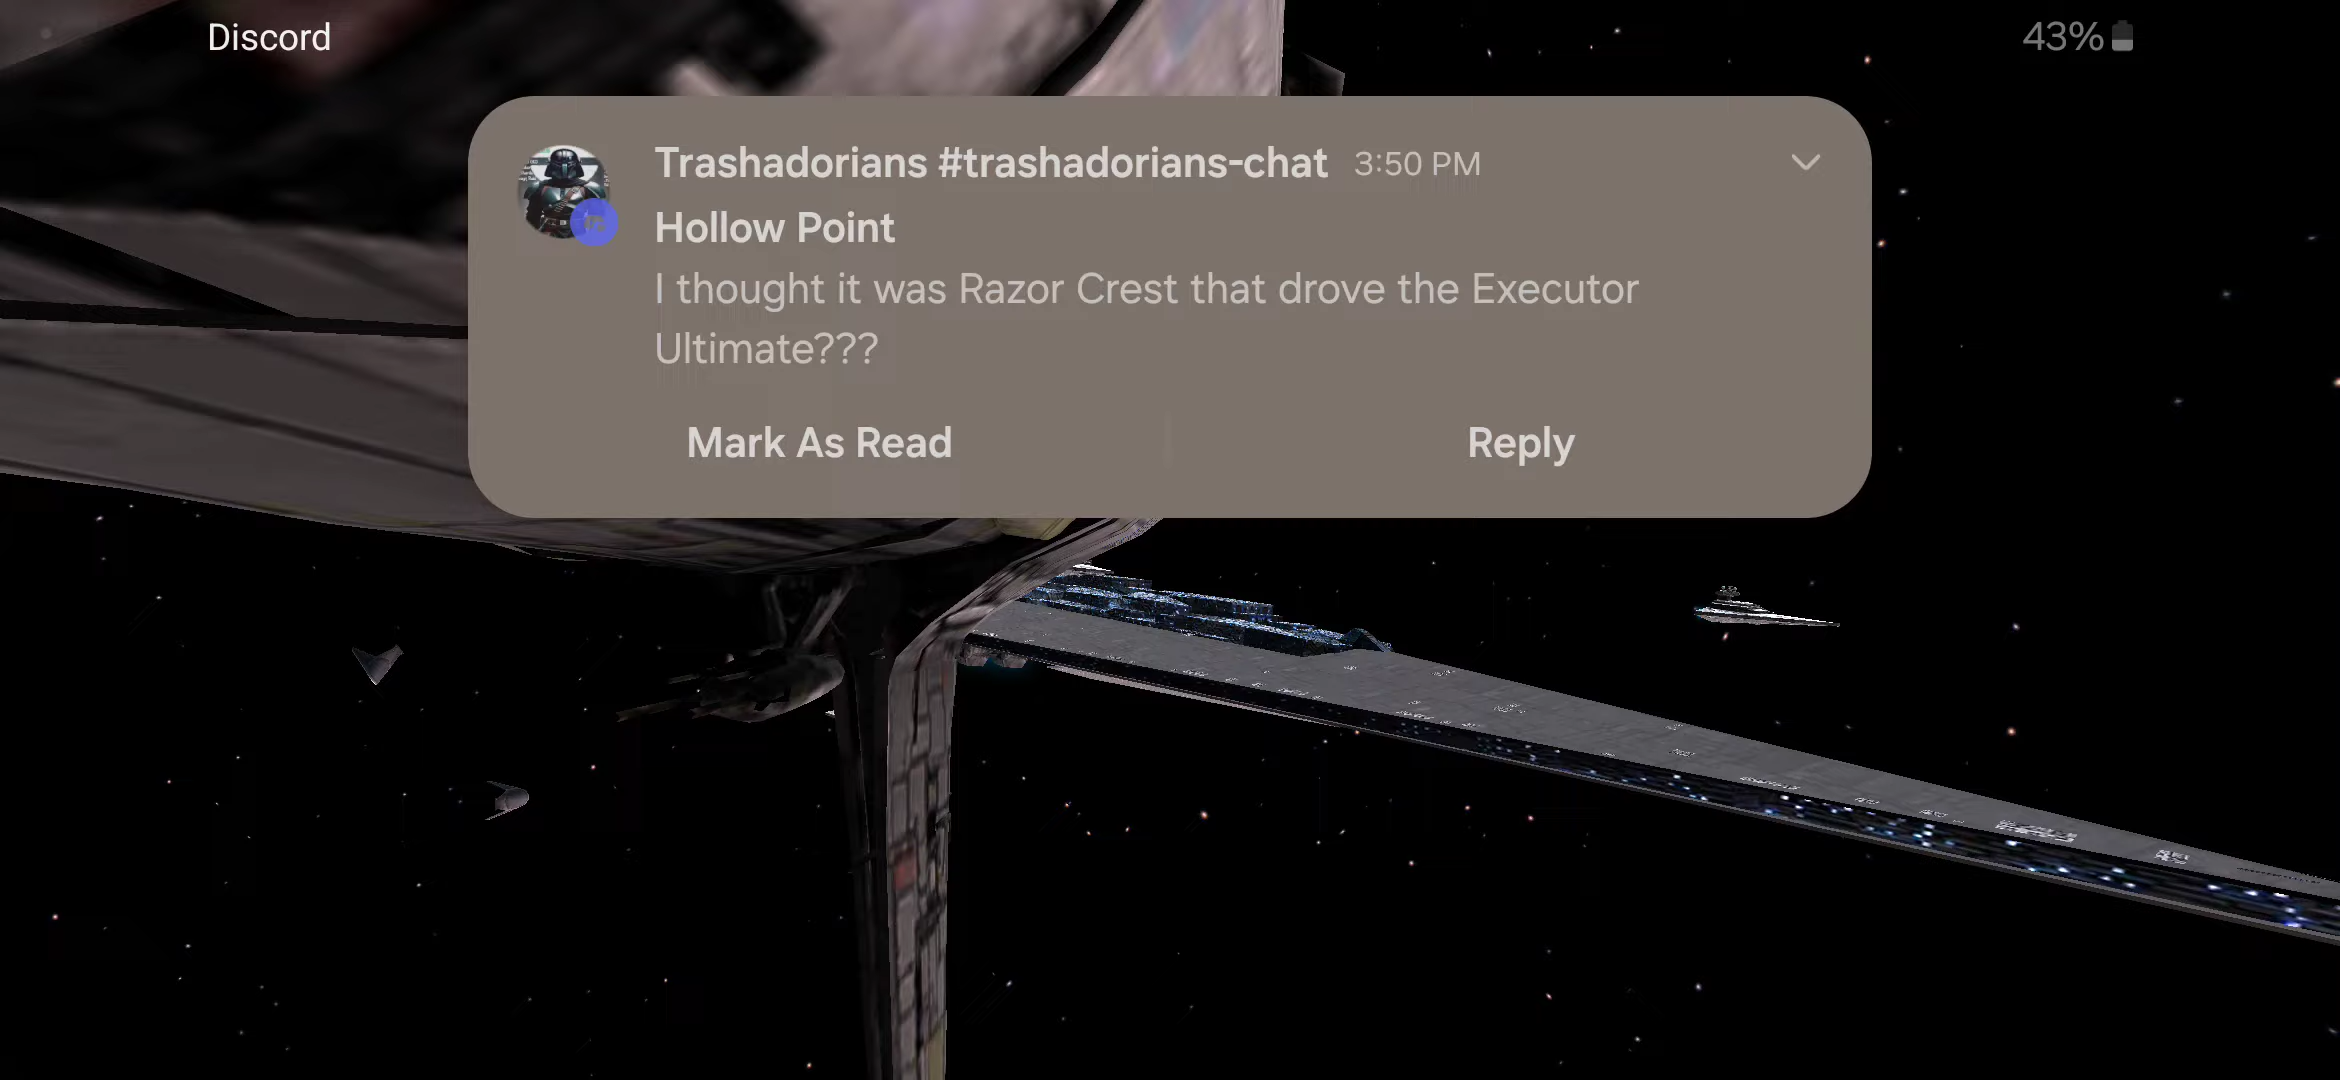 Discord
43%
Trashadorians #trashadorians-chat 3:50 PM
Hollow Point
I thought it was Razor Crest that drove the Executor
Ultimate???
Mark As Read
Reply